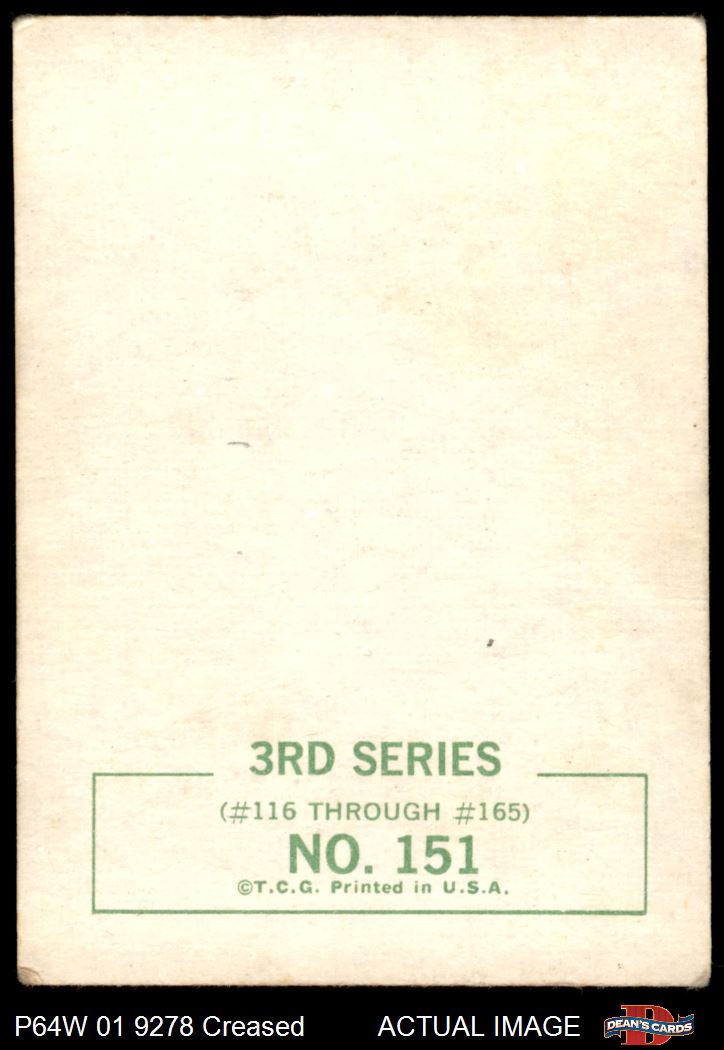 3RD SERIES
(#116 THROUGH #165)
NO. 151
©T.C.G. Printed in U.S.A.
P64W 01 9278 Creased ACTUAL IMAGE
D
DEAN'S CARDS